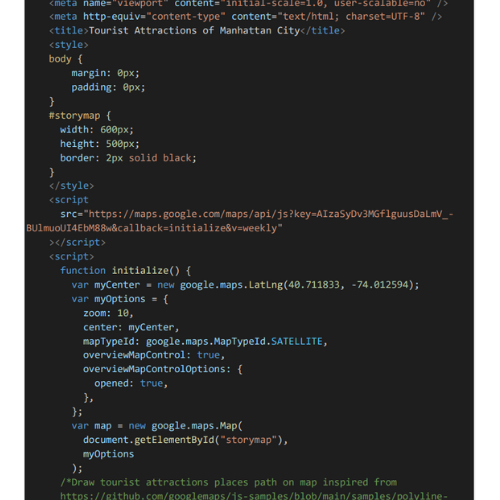 <meta name="viewport" content="initial-scale=1.0, user-scalable=no" />
<meta http-equiv="content-type" content="text/html; charset=UTF-8" />
<title>Tourist Attractions of Manhattan City</title>
<style>
body {
margin: 0px;
padding: 0px;
}
#storymap {
width: 600px;
height: 500px;
border: 2px solid black;
}
</style>
<script
src="https://maps.google.com/maps/api/js?key=AIzaSyDv3MGflguusDaLmV_-
BUlmuoUI4EbM88w&callback=initialize&v=weekly"
></script>
<script>
function initialize() {
var myCenter = new google.maps.LatLng(40.711833, -74.012594);
var myOptions = {
zoom: 10,
center: myCenter,
mapTypeId: google.maps.MapTypeId.SATELLITE,
overviewMapControl: true,
overviewMapControlOptions: {
opened: true,
},
};
var map = new google.maps.Map(
document.getElementById("storymap"),
myOptions
);
/*Draw tourist attractions places path on map inspired from
https://github.com/googlemaps/js-samples/blob/main/samples/polyline-